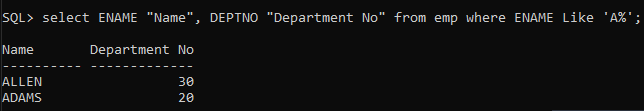 SQL> select ENAME "Name", DEPTNO "Department No" from emp where ENAME Like 'A%';
Name       Department No
---------- -------------
ALLEN                 30
ADAMS                 20